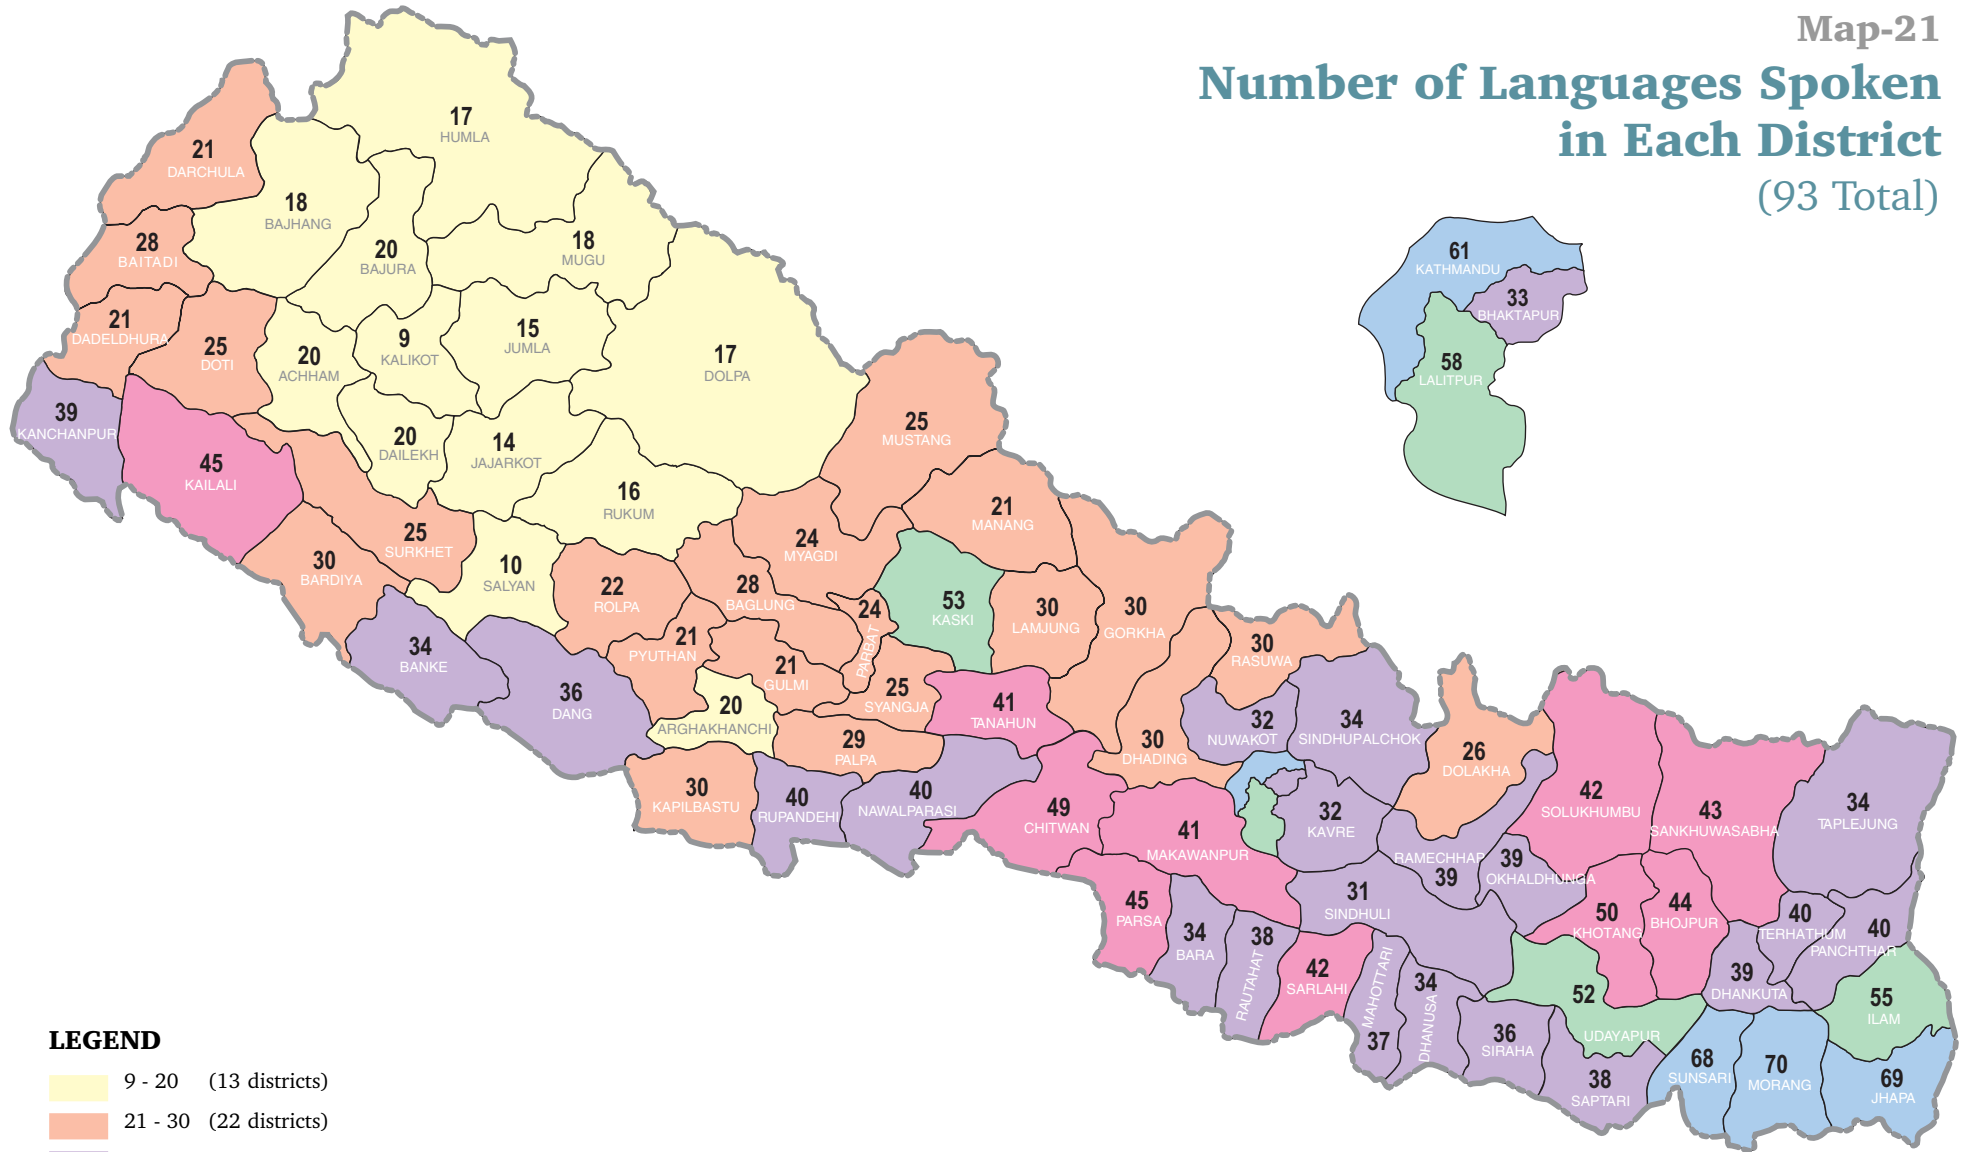 Map-21
Number of Languages Spoken
in Each District
(93 Total)
17
HUMLA
21
DARCHULA
18
BAJHANG
28
BAITADI
20
BAJURA
18
MUGU
21
DADELDHURA
25
DOTI
20
ACHHAM
9
KALIKOT
15
JUMLA
17
DOLPA
39
KANCHANPUR
45
KAILALI
20
DAILEKH
14
JAJARKOT
16
RUKUM
25
MUSTANG
21
MANANG
25
SURKHET
30
BARDIYA
10
SALYAN
22
ROLPA
28
BAGLUNG
24
MYAGDI
24
PARBAT
53
KASKI
30
LAMJUNG
30
GORKHA
34
BANKE
36
DANG
21
PYUTHAN
21
GULMI
20
ARGHAKHANCHI
25
SYANGJA
41
TANAHUN
29
PALPA
30
KAPILBASTU
40
RUPANDEHI
40
NAWALPARASI
49
CHITWAN
30
DHADING
30
RASUWA
32
NUWAKOT
34
SINDHUPALCHOK
61
KATHMANDU
33
BHAKTAPUR
58
LALITPUR
26
DOLAKHA
32
KAVRE
41
MAKAWANPUR
RAMECHHAP
39
39
OKHALDHUNGA
42
SOLUKHUMBU
43
SANKHUWASABHA
34
TAPLEJUNG
45
PARSA
34
BARA
38
RAUTAHAT
42
SARLAHI
31
SINDHULI
MAHOTTARI
37
34
DHANUSA
36
SIRAHA
50
KHOTANG
44
BHOJPUR
40
TERHATHUM
40
PANCHTHAR
39
DHANKUTA
52
UDAYAPUR
38
SAPTARI
68
SUNSARI
70
MORANG
55
ILAM
69
JHAPA
LEGEND
9 - 20 (13 districts)
21 - 30 (22 districts)